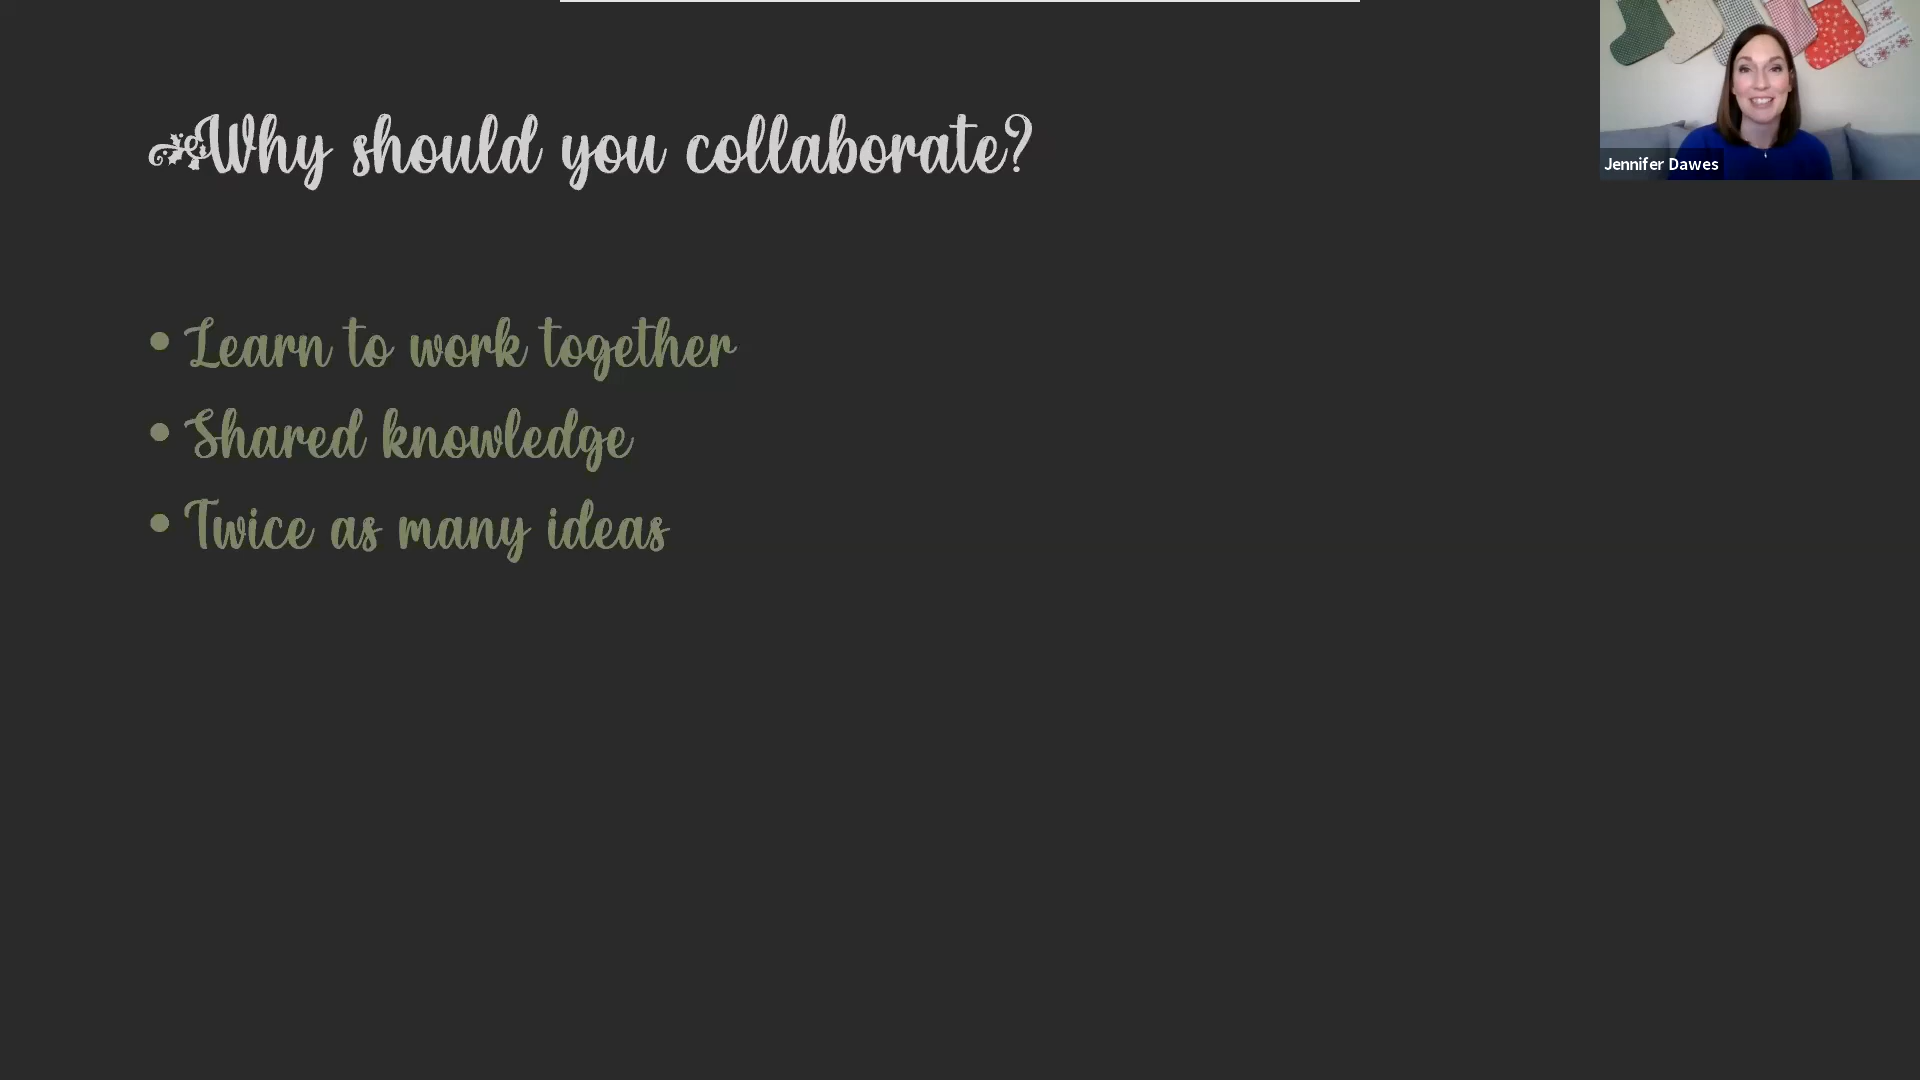 Why should you collaborate?
• Learn to work together
• Shared knowledge
• Twice as many ideas
Jennifer Dawes